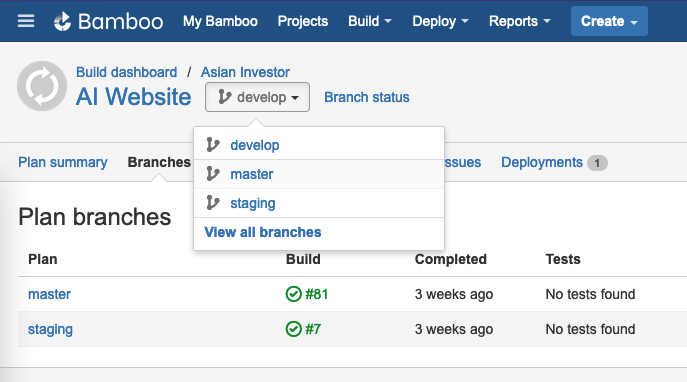 Bamboo My Bamboo Projects Build Deploy Reports Create
Build dashboard / Asian Investor
AI Website develop Branch status
develop
master
staging
View all branches
Plan summary Branches ssues Deployments 1
Plan branches
Plan Build Completed Tests
master #81 3 weeks ago No tests found
staging #7 3 weeks ago No tests found